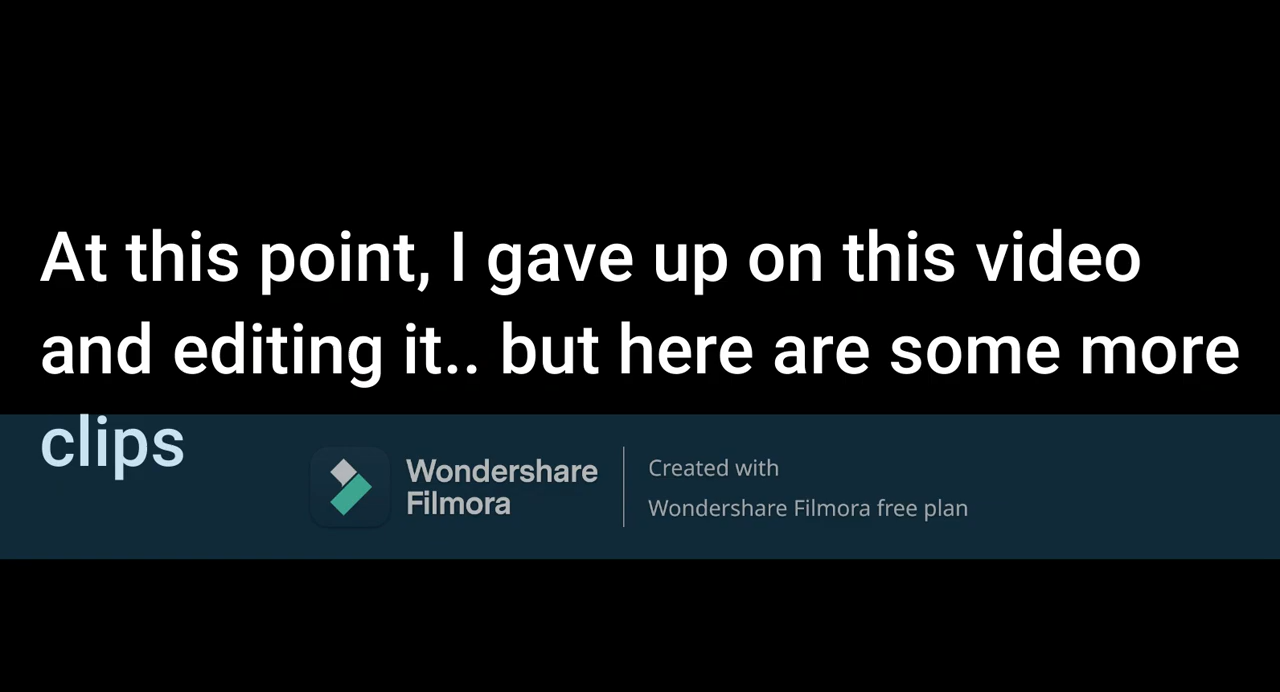 At this point, I gave up on this video
and editing it.. but here are some more
clips
Wondershare
Filmora
Created with
Wondershare Filmora free plan